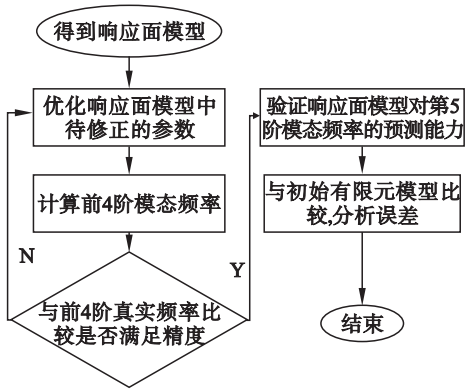 得到响应面模型
优化响应面模型中
待修正的参数
计算前4阶模态频率
N
与前4阶真实频率比
较是否满足精度
Y
验证响应面模型对第5
阶模态频率的预测能力
与初始有限元模型比
较,分析误差
结束